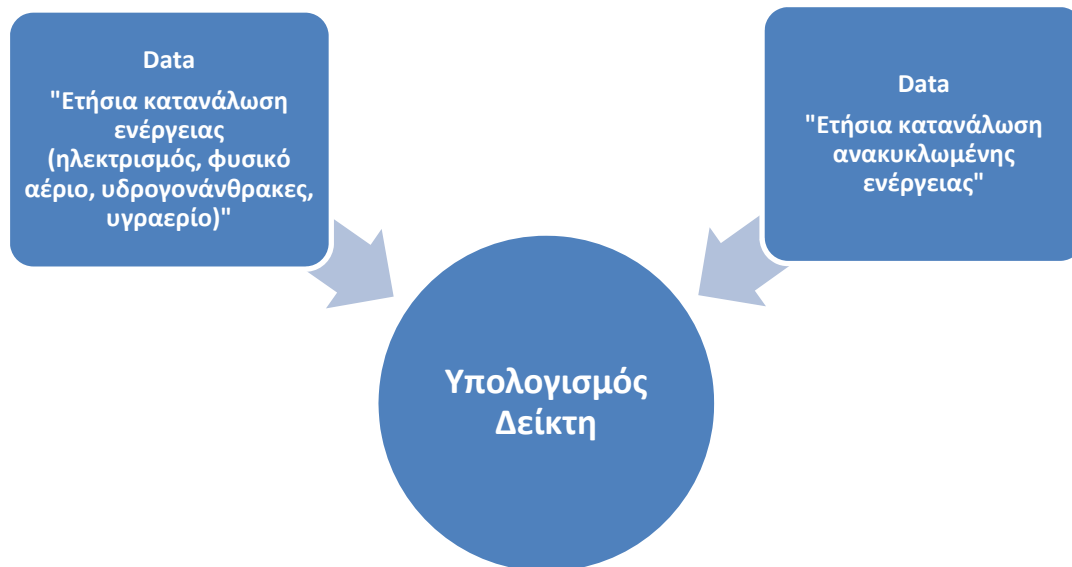 Data
"Ετήσια κατανάλωση
ενέργειας
(ηλεκτρισμός, φυσικό
αέριο, υδρογονάνθρακες,
υγραερίο)"
Data
"Ετήσια κατανάλωση
ανακυκλωμένης
ενέργειας"
Υπολογισμός
Δείκτη